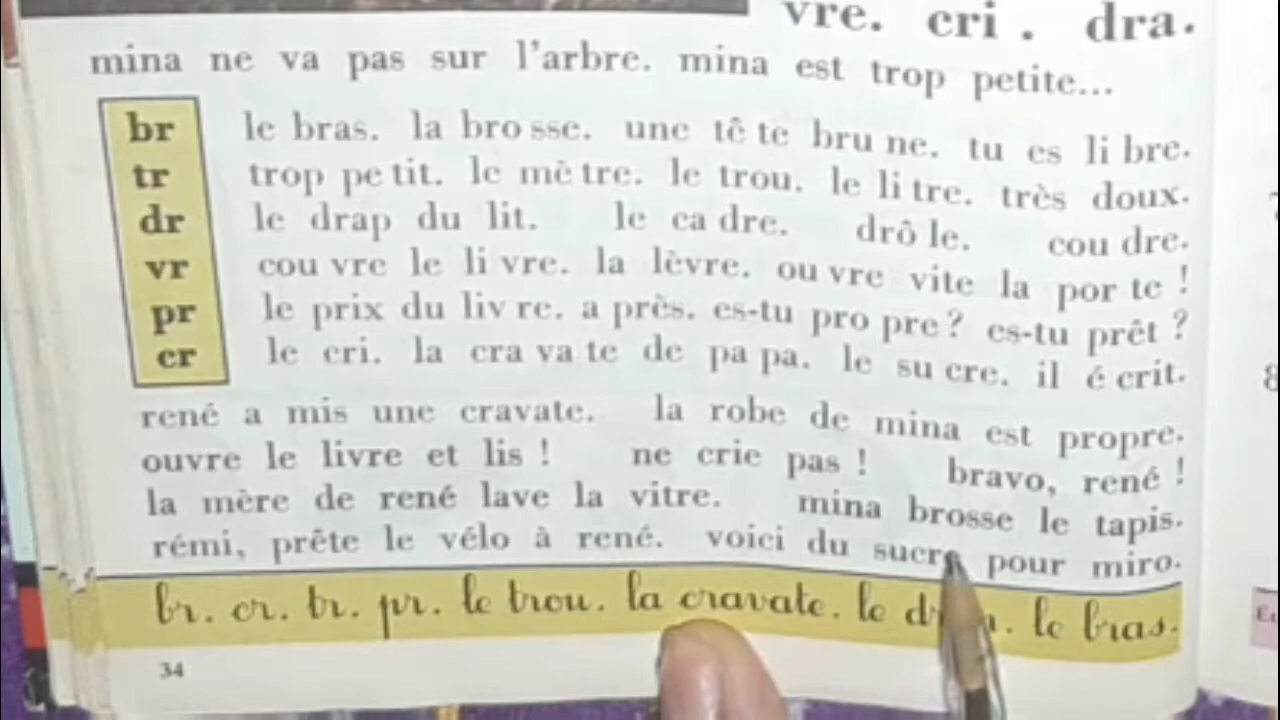 vre. cri. dra.
mina ne va pas sur l'arbre. mina est trop petite...
br le bras. la bro sse. une tê te bru ne. tu es li bre.
tr trop pe tit. le mè tre. le trou. le li tre. très doux.
dr le drap du lit. le ca dre. drô le. cou dre.
vr cou vre le li vre. la lèvre. ou vre vite la por te !
pr le prix du liv re. a près. es-tu pro pre ? es-tu prêt ?
cr le cri. la cra va te de pa pa. le su cre. il é crit.
rené a mis une cravate. la robe de mina est propre.
ouvre le livre et lis ! ne crie pas ! bravo, rené !
la mère de rené lave la vitre. mina brosse le tapis.
rémi, prête le vélo à rené. voici du sucre pour miro.
br. cr. tr. pr. le trou. la cravate. le le bras.
34
8